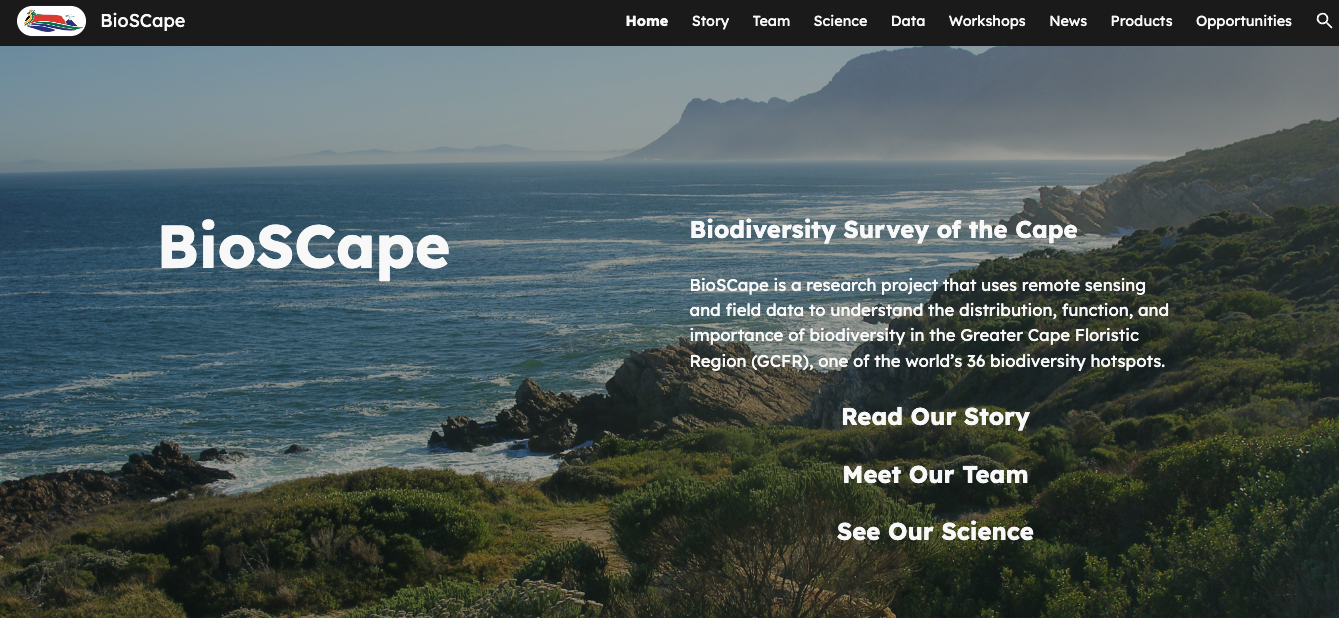 BioSCape
Home Story Team Science Data Workshops News Products Opportunities
BioSCape
Biodiversity Survey of the Cape
BioSCape is a research project that uses remote sensing
and field data to understand the distribution, function, and
importance of biodiversity in the Greater Cape Floristic
Region (GCFR), one of the world’s 36 biodiversity hotspots.
Read Our Story
Meet Our Team
See Our Science